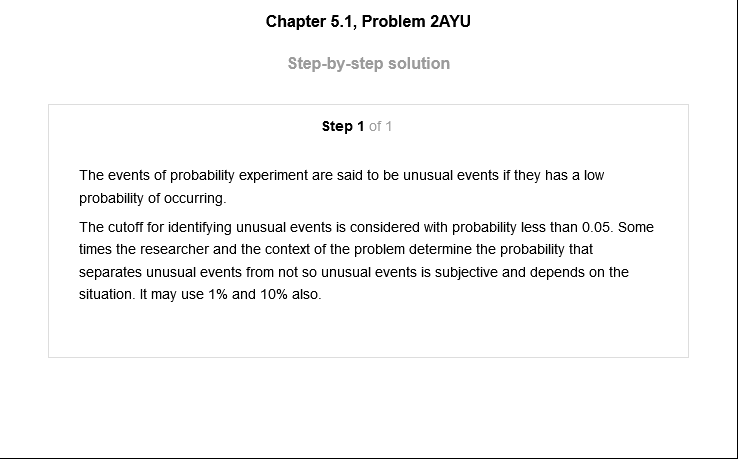 Chapter 5.1, Problem 2AYU
Step-by-step solution
Step 1 of 1
The events of probability experiment are said to be unusual events if they has a low
probability of occurring.
The cutoff for identifying unusual events is considered with probability less than 0.05. Some
times the researcher and the context of the problem determine the probability that
separates unusual events from not so unusual events is subjective and depends on the
situation. It may use 1% and 10% also.